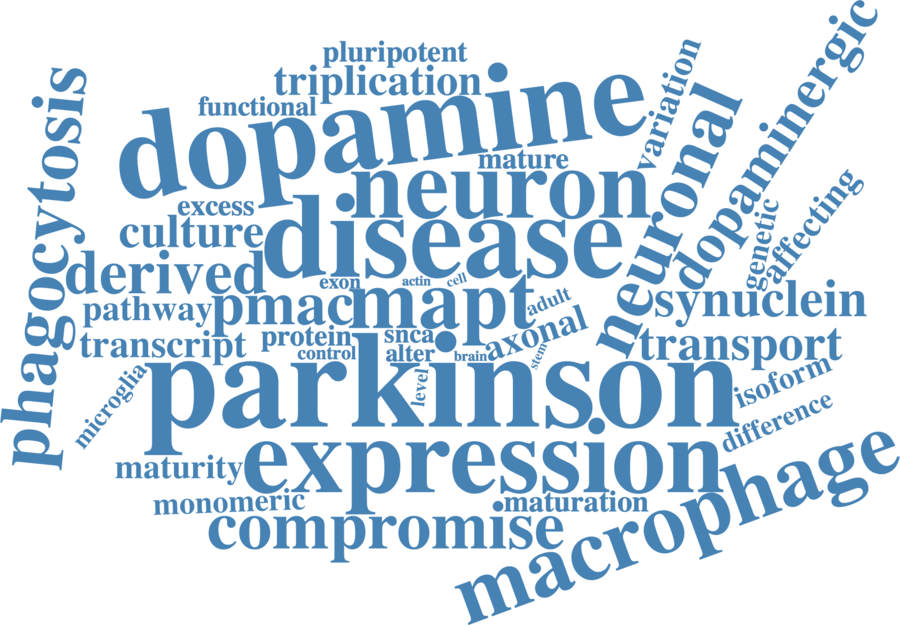 pluripotent
triplication
functional
dopamine
variation
dopaminergic
phagocytosis
mature
neuron
neuronal
excess
culture
disease
genetic
affecting
derived
exon
actin
cell
pathway
pmac
mapt
adult
synuclein
transcript
protein
snca
axonal
transport
control
alter
brain
stem
microglia
parkinson
level
isoform
difference
maturity
expression
macrophage
monomeric
maturation
compromise